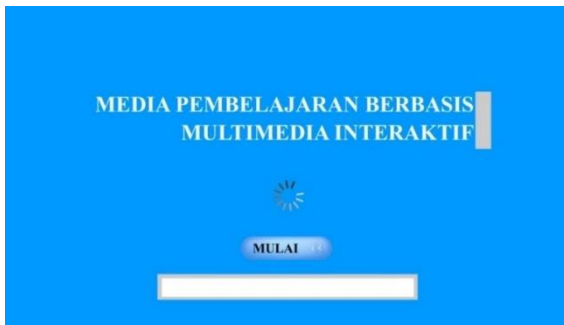 MEDIA PEMBELAJARAN BERBASIS
MULTIMEDIA INTERAKTIF
MULAI